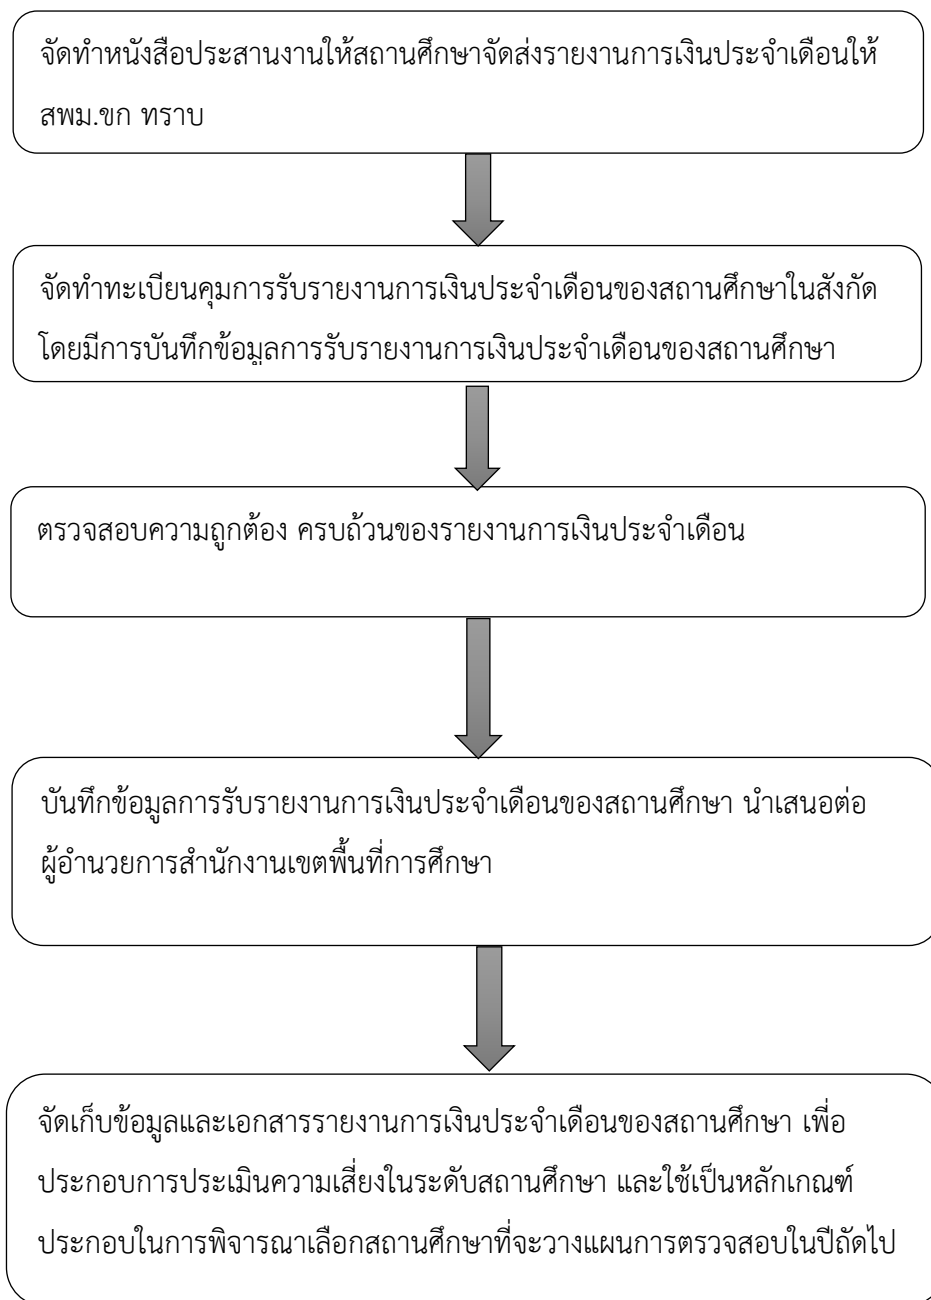 จัดทำหนังสือประสานงานให้สถานศึกษาจัดส่งรายงานการเงินประจำเดือนให้
สพม.ขก ทราบ
จัดทำทะเบียนคุมการรับรายงานการเงินประจำเดือนของสถานศึกษาในสังกัด
โดยมีการบันทึกข้อมูลการรับรายงานการเงินประจำเดือนของสถานศึกษา
ตรวจสอบความถูกต้อง ครบถ้วนของรายงานการเงินประจำเดือน
บันทึกข้อมูลการรับรายงานการเงินประจำเดือนของสถานศึกษา นำเสนอต่อ
ผู้อำนวยการสำนักงานเขตพื้นที่การศึกษา
จัดเก็บข้อมูลและเอกสารรายงานการเงินประจำเดือนของสถานศึกษา เพื่อ
ประกอบการประเมินความเสี่ยงในระดับสถานศึกษา และใช้เป็นหลักเกณฑ์
ประกอบในการพิจารณาเลือกสถานศึกษาที่จะวางแผนการตรวจสอบในปีถัดไป